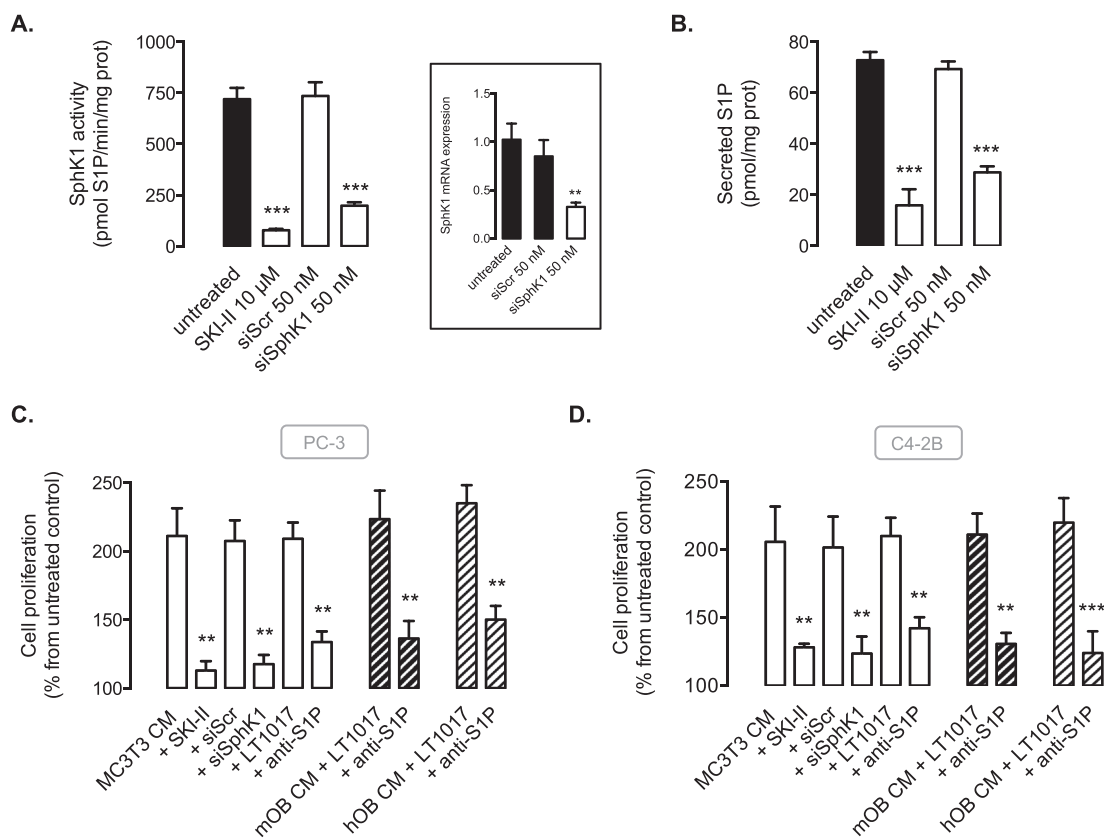 A.
SphK1 activity
(pmol S1P/min/mg prot)
1000
750
500
250
0
***
***
untreated
SKI-II 10 µM
siScr 50 nM
siSphK1 50 nM
SphK1 mRNA expression
1.5
1.0
0.5
0.0
**
untreated
siScr 50 nM
siSphK1 50 nM
B.
Secreted S1P
(pmol/mg prot)
80
60
40
20
0
***
***
untreated
SKI-II 10 µM
siScr 50 nM
siSphK1 50 nM
C.
PC-3
Cell proliferation
(% from untreated control)
250
200
150
100
**
**
**
**
**
MC3T3 CM
+ SKI-II
+ siScr
+ siSphK1
+ LT1017
+ anti-S1P
mOB CM + LT1017
+ anti-S1P
hOB CM + LT1017
+ anti-S1P
D.
C4-2B
Cell proliferation
(% from untreated control)
250
200
150
100
**
**
**
**
***
MC3T3 CM
+ SKI-II
+ siScr
+ siSphK1
+ LT1017
+ anti-S1P
mOB CM + LT1017
+ anti-S1P
hOB CM + LT1017
+ anti-S1P